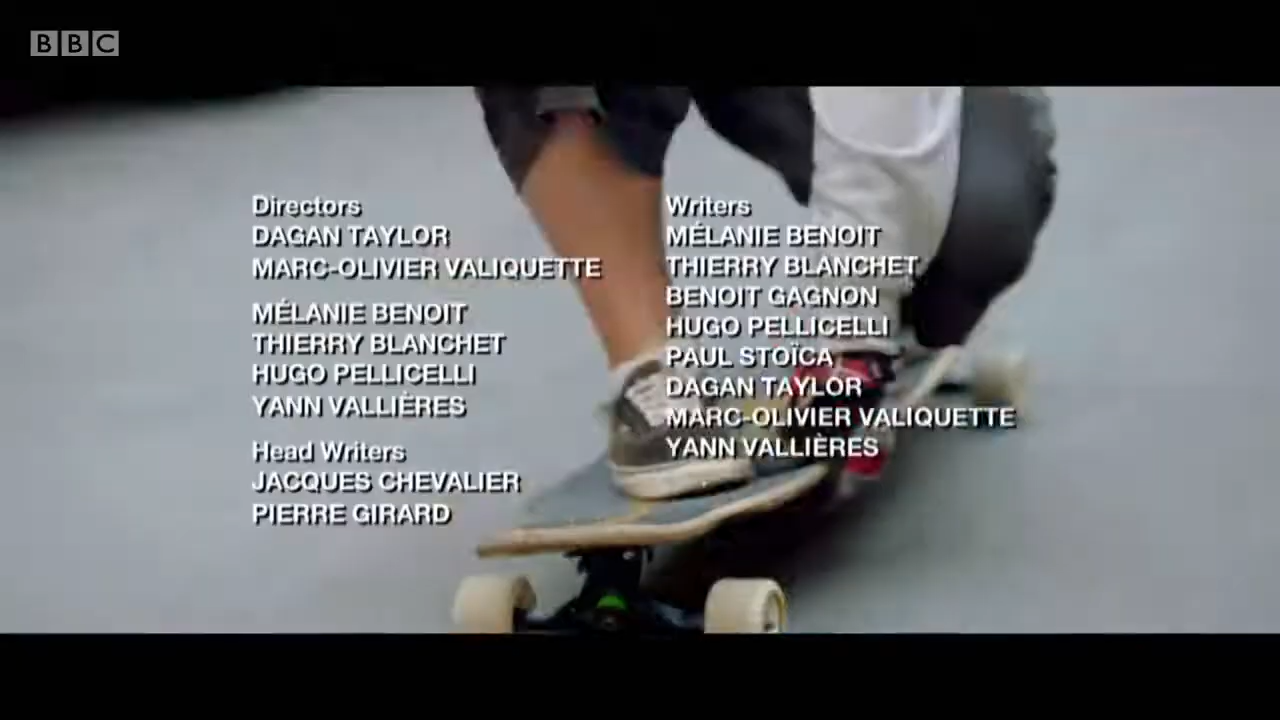 BBC
Directors
DAGAN TAYLOR
MARC-OLIVIER VALIQUETTE
MÉLANIE BENOIT
THIERRY BLANCHET
HUGO PELLICELLI
YANN VALLIÈRES
Head Writers
JACQUES CHEVALIER
PIERRE GIRARD
Writers
MÉLANIE BENOIT
THIERRY BLANCHET
BENOIT GAGNON
HUGO PELLICELLI
PAUL STOÏCA
DAGAN TAYLOR
MARC-OLIVIER VALIQUETTE
YANN VALLIÈRES